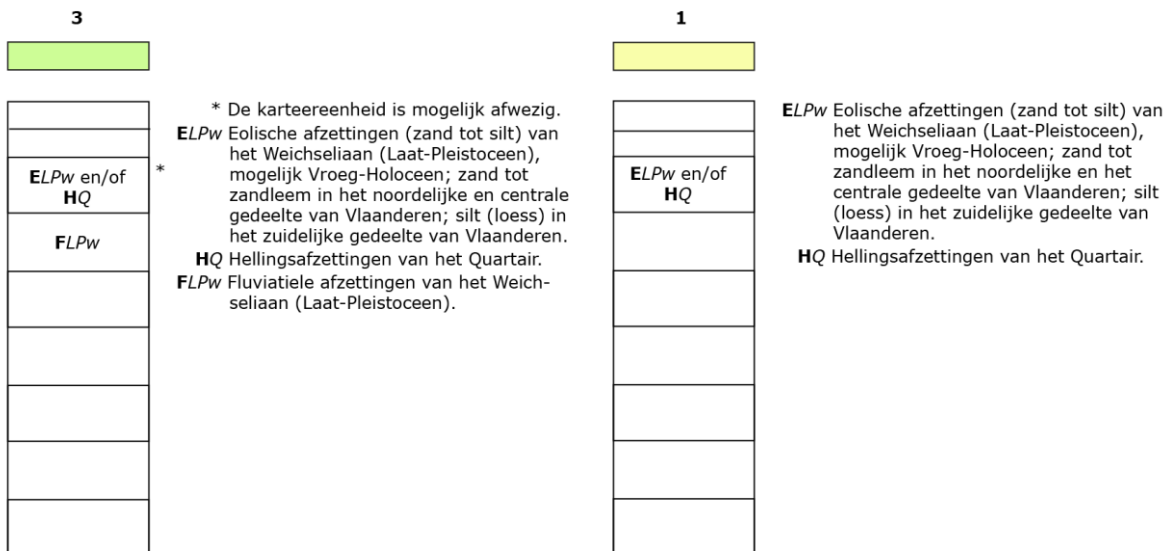 3
* De karteereenheid is mogelijk afwezig.
ELPw Eolische afzettingen (zand tot silt) van
het Weichseliaan (Laat-Pleistoceen),
mogelijk Vroeg-Holoceen; zand tot
zandleem in het noordelijke en centrale
gedeelte van Vlaanderen; silt (loess) in
het zuidelijke gedeelte van Vlaanderen.
HQ Hellingsafzettingen van het Quartair.
FLPw Fluviatiele afzettingen van het Weich-
seliaan (Laat-Pleistoceen).
ELPw en/of
HQ
*
FLPw
1
ELPw Eolische afzettingen (zand tot silt) van
het Weichseliaan (Laat-Pleistoceen),
mogelijk Vroeg-Holoceen; zand tot
zandleem in het noordelijke en het
centrale gedeelte van Vlaanderen; silt
(loess) in het zuidelijke gedeelte van
Vlaanderen.
HQ Hellingsafzettingen van het Quartair.
ELPw en/of
HQ